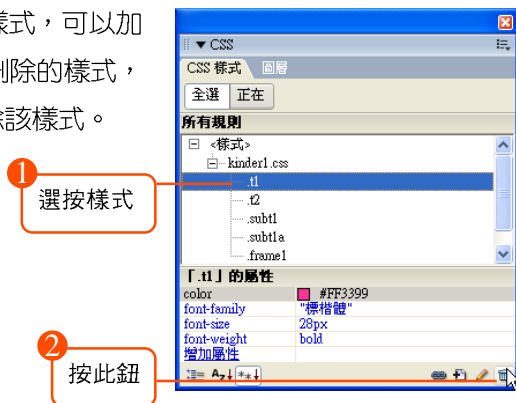 樣式，可以加
刪除的樣式，
除該樣式。
CSS
CSS 樣式 圖層
全選 正在
所有規則
<樣式>
kinder1.css
.t1
.t2
.subt1
.subt1a
.frame1
1
選按樣式
「.t1」的屬性
color #FF3399
font-family "標楷體"
font-size 28px
font-weight bold
增加屬性
2
按此鈕